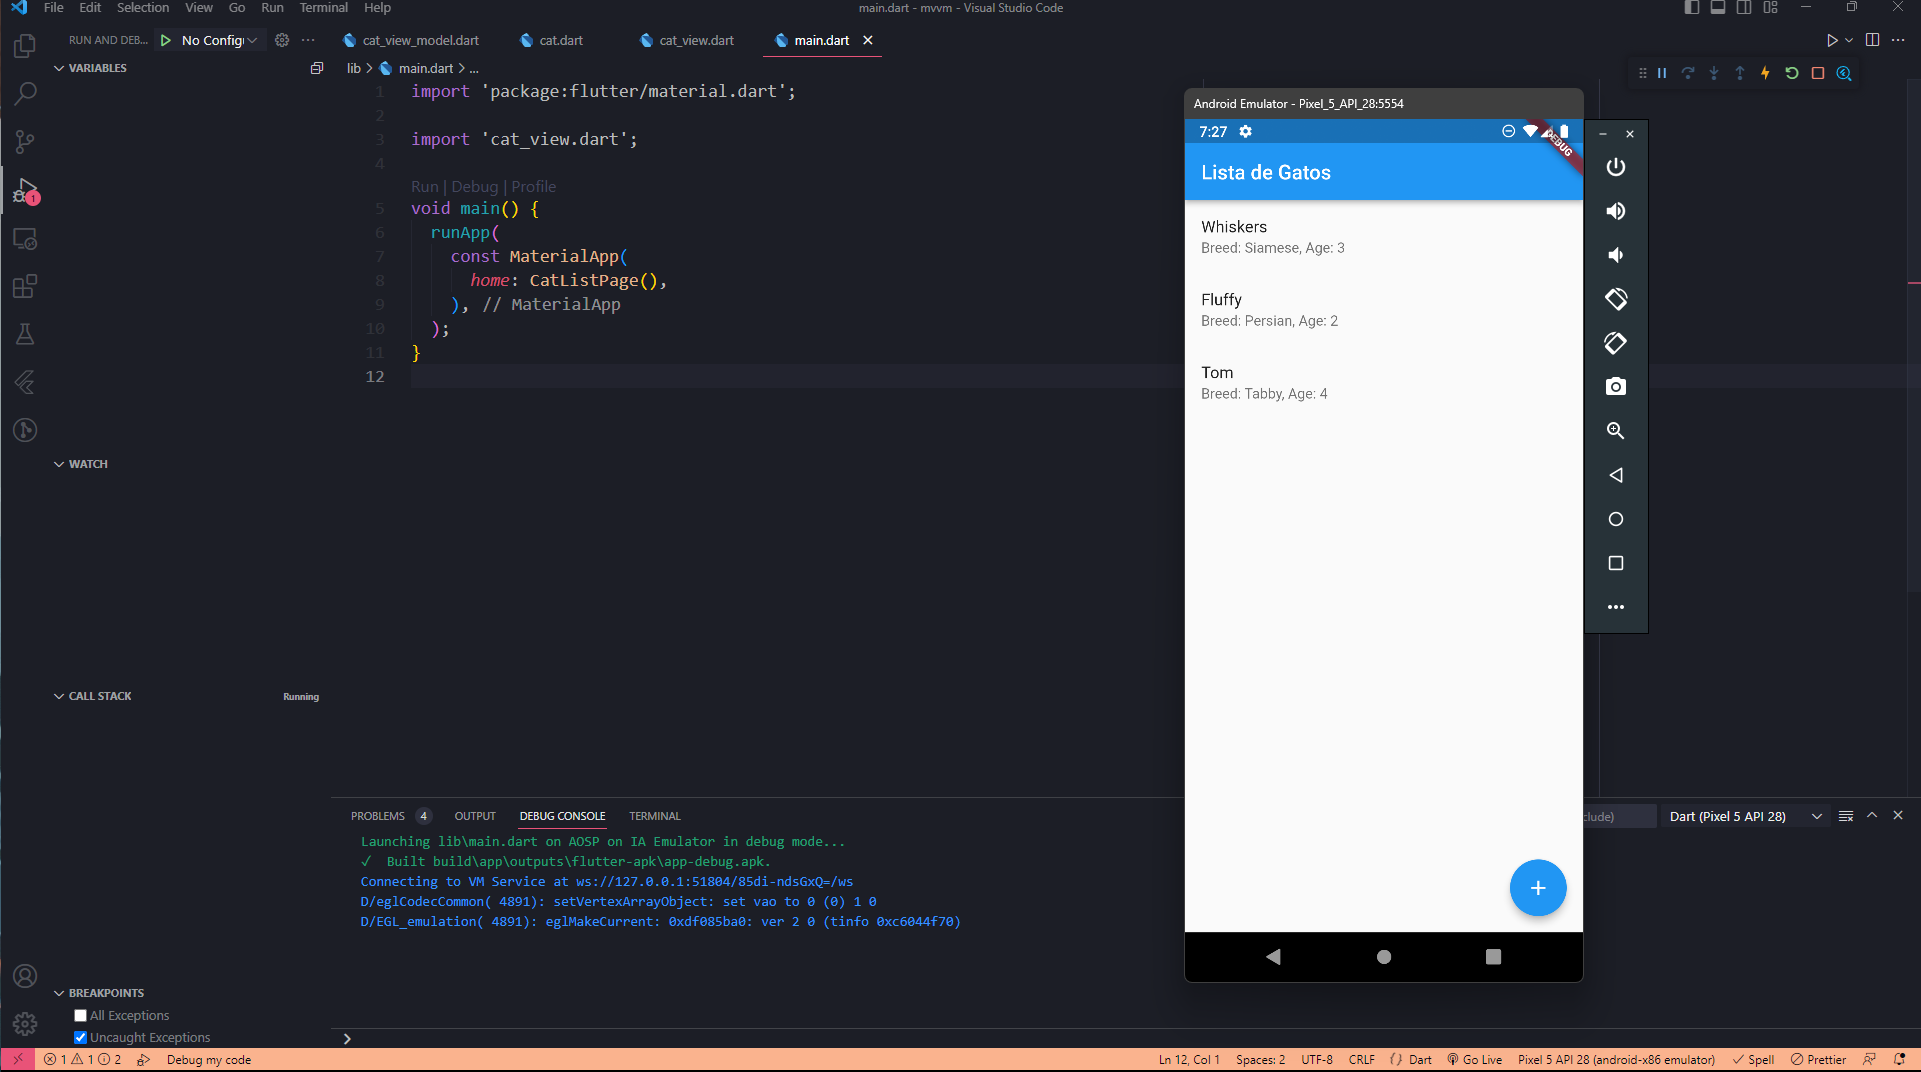 File Edit Selection View Go Run Terminal Help
main.dart - mvvm - Visual Studio Code
RUN AND DEB... No Config
cat_view_model.dart cat.dart cat_view.dart main.dart
VARIABLES
lib > main.dart > ...
1 import 'package:flutter/material.dart';
2
3 import 'cat_view.dart';
4
Run | Debug | Profile
5 void main() {
6 runApp(
7 const MaterialApp(
8 home: CatListPage(),
9 ), // MaterialApp
10 );
11 }
12
1
WATCH
CALL STACK Running
BREAKPOINTS
All Exceptions
Uncaught Exceptions
PROBLEMS 4 OUTPUT DEBUG CONSOLE TERMINAL
clude)
Dart (Pixel 5 API 28)
Launching lib\main.dart on AOSP on IA Emulator in debug mode...
✓ Built build\app\outputs\flutter-apk\app-debug.apk.
Connecting to VM Service at ws://127.0.0.1:51804/85di-ndsGxQ=/ws
D/eglCodecCommon( 4891): setVertexArrayObject: set vao to 0 (0) 1 0
D/EGL_emulation( 4891): eglMakeCurrent: 0xdf085ba0: ver 2 0 (tinfo 0xc6044f70)
Android Emulator - Pixel_5_API_28:5554
7:27
DEBUG
Lista de Gatos
Whiskers
Breed: Siamese, Age: 3
Fluffy
Breed: Persian, Age: 2
Tom
Breed: Tabby, Age: 4
1 1 2 Debug my code
Ln 12, Col 1 Spaces: 2 UTF-8 CRLF Dart Go Live Pixel 5 API 28 (android-x86 emulator) Spell Prettier